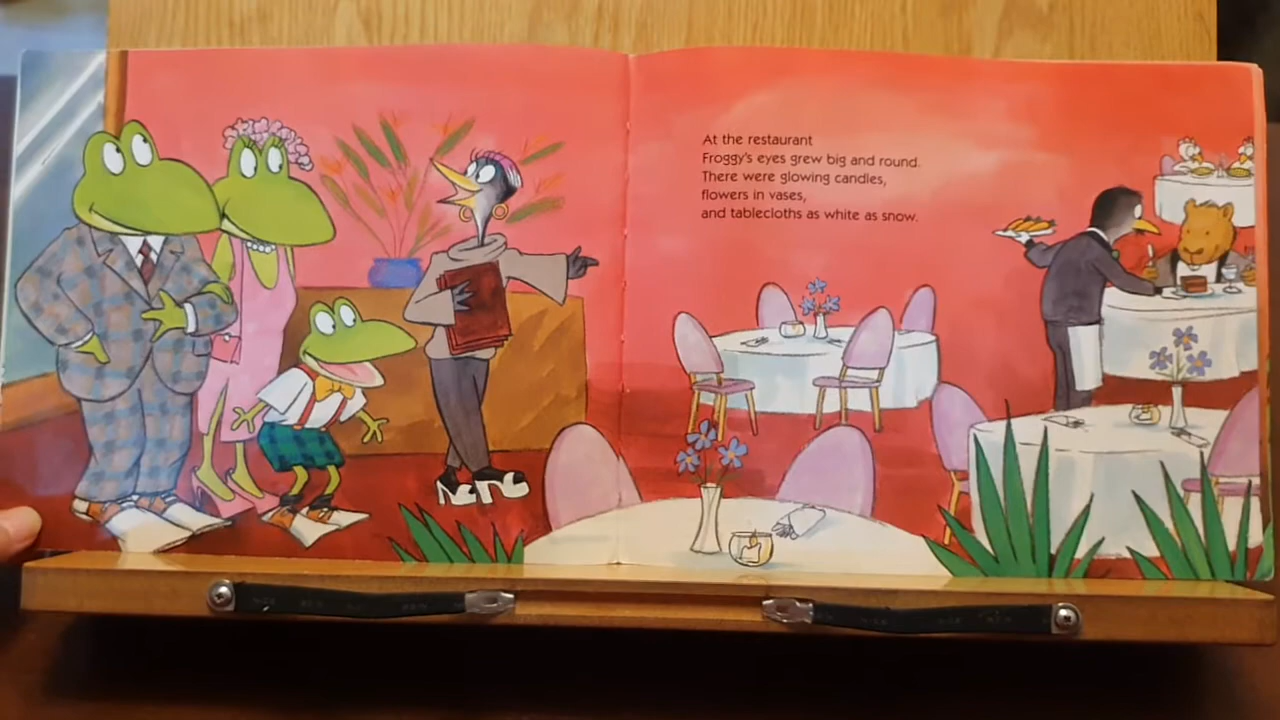 At the restaurant
Froggy's eyes grew big and round.
There were glowing candles,
flowers in vases,
and tablecloths as white as snow.